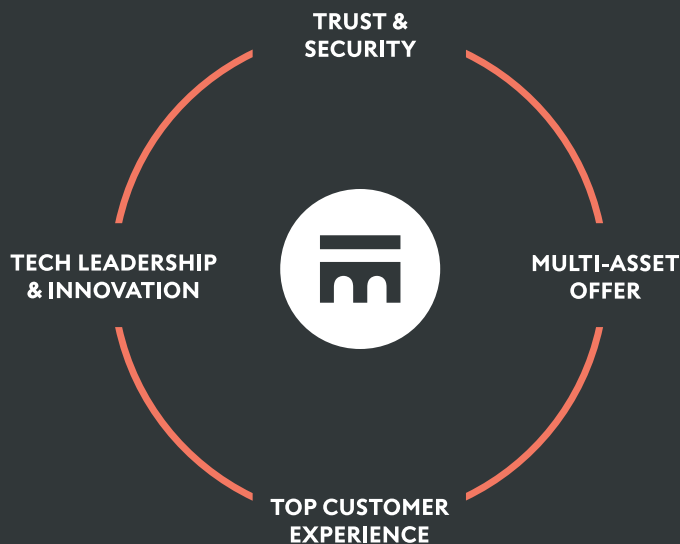 TRUST &
SECURITY
TECH LEADERSHIP
& INNOVATION
MULTI-ASSET
OFFER
TOP CUSTOMER
EXPERIENCE